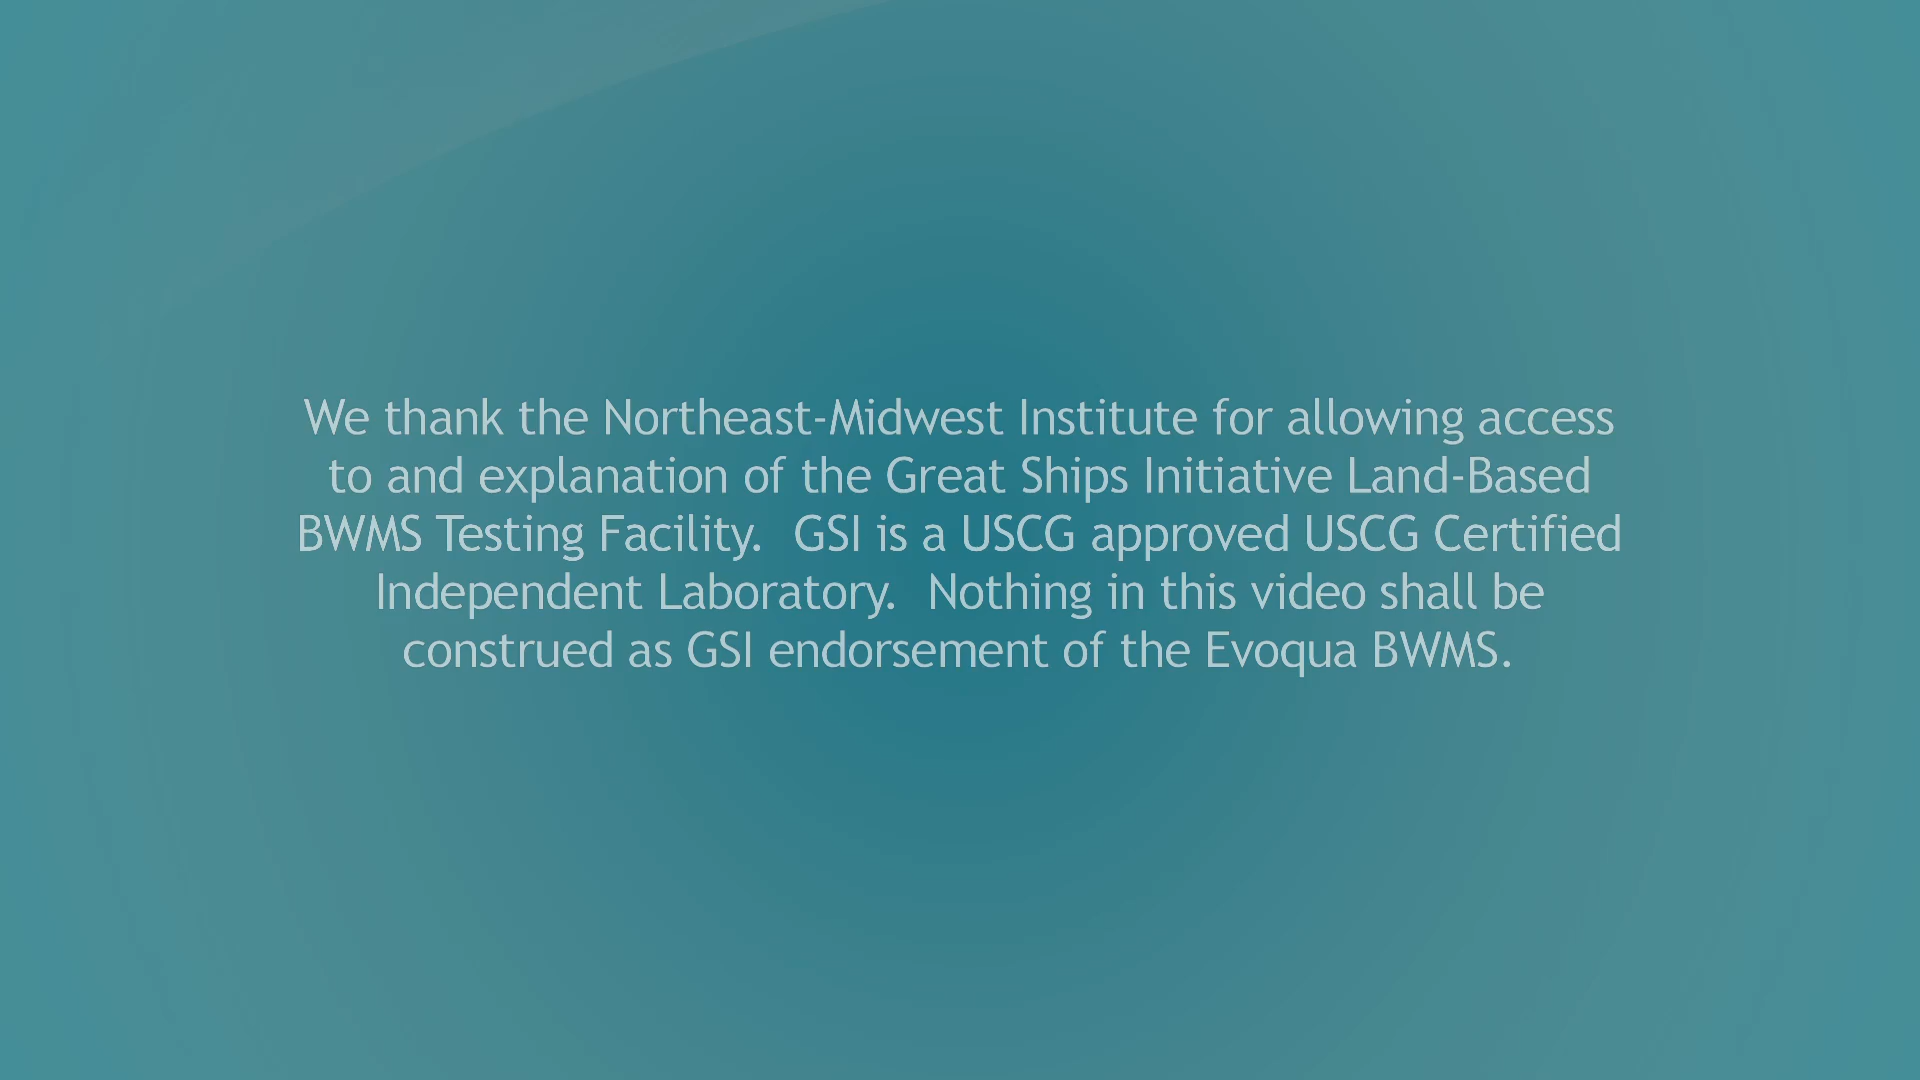 We thank the Northeast-Midwest Institute for allowing access
to and explanation of the Great Ships Initiative Land-Based
BWMS Testing Facility.  GSI is a USCG approved USCG Certified
Independent Laboratory.  Nothing in this video shall be
construed as GSI endorsement of the Evoqua BWMS.